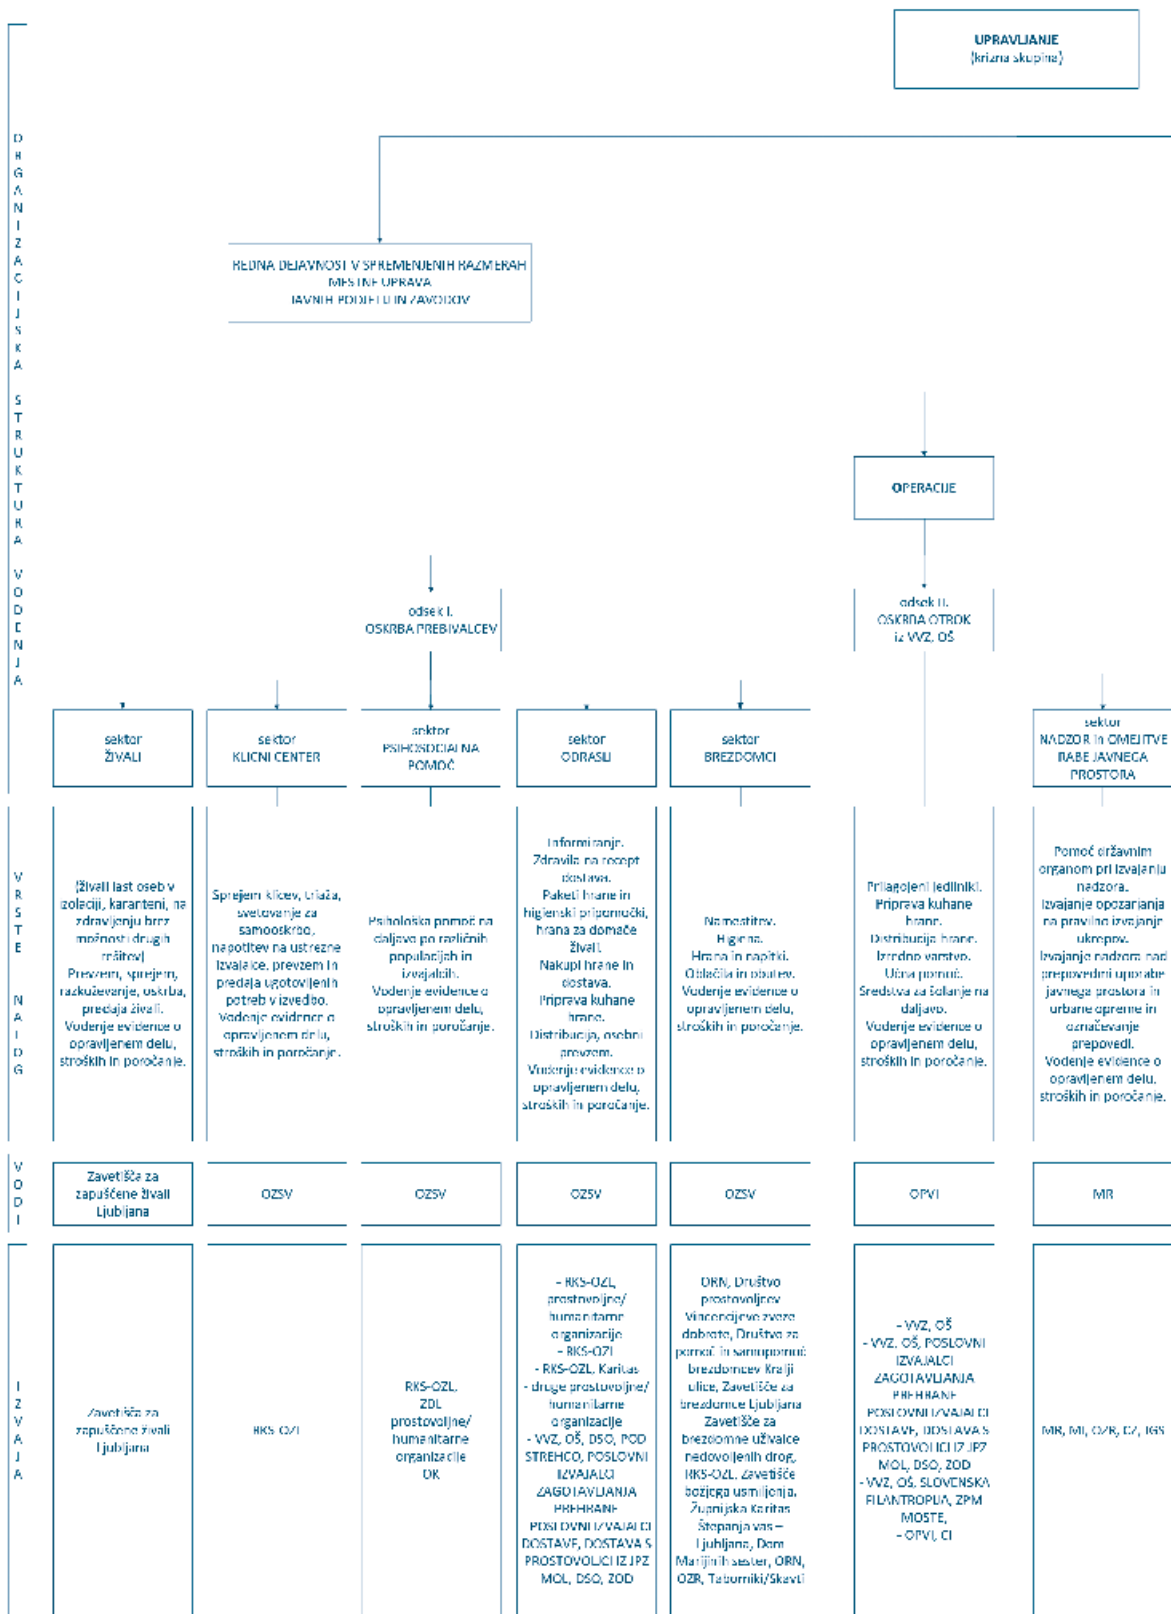 UPRAVLJANJE
(krizna skupina)
ORGANIZACIJSKA STRUKTURA VODENJA
REDNA DEJAVNOST V SPREMENJENIH RAZMERAH
MESTNE UPRAVA
JAVNIH PODJETIJ IN ZAVODOV
OPERACIJE
odsek I.
OSKRBA PREBIVALCEV
odsek II.
OSKRBA OTROK
iz VVZ, OŠ
sektor
ŽIVALI
sektor
KLICNI CENTER
sektor
PSIHOSOCIALNA
POMOČ
sektor
ODRASLI
sektor
BREZDOMCI
sektor
NADZOR in OMEJITVE
RABE JAVNEGA
PROSTORA
VRSTE NALOG
(živali last oseb v
izolaciji, karanteni, na
zdravljenju brez
možnosti drugih
rešitev)
Prevzem, sprejem,
razkuževanje, oskrba,
predaja živali.
Vodenje evidence o
opravljenem delu,
stroških in poročanje.
Sprejem klicev, triaža,
svetovanje za
samooskrbo,
napotitev na ustrezne
izvajalce, prevzem in
predaja ugotovljenih
potreb v izvedbo.
Vodenje evidence o
opravljenem delu,
stroških in poročanje.
Psihološka pomoč na
daljavo po različnih
populacijah in
izvajalcih.
Vodenje evidence o
opravljenem delu,
stroških in poročanje.
Informiranje.
Zdravila na recept
dostava.
Paketi hrane in
higienski pripomočki,
hrana za domače
živali.
Nakupi hrane in
dostava.
Priprava kuhane
hrane.
Distribucija, osebni
prevzem.
Vodenje evidence o
opravljenem delu,
stroških in poročanje.
Namestitev.
Higiena.
Hrana in napitki.
Oblačila in obutev.
Vodenje evidence o
opravljenem delu,
stroških in poročanje.
Prilagojeni jedilniki.
Priprava kuhane
hrane.
Distribucija hrane.
Izredno varstvo.
Učna pomoč.
Sredstva za šolanje na
daljavo.
Vodenje evidence o
opravljenem delu,
stroških in poročanje.
Pomoč državnim
organom pri izvajanju
nadzora.
Izvajanje opozarjanja
na pravilno izvajanje
ukrepov.
Izvajanje nadzora nad
prepovedmi uporabe
javnega prostora in
urbane opreme in
označevanje
prepovedi.
Vodenje evidence o
opravljenem delu,
stroških in poročanje.
VODI
Zavetišča za
zapuščene živali
Ljubljana
OZSV
OZSV
OZSV
OZSV
OPVI
MR
IZVAJA
Zavetišča za
zapuščene živali
Ljubljana
RKS-OZL
RKS-OZL,
ZDL
prostovoljne/
humanitarne
organizacije
OK
- RKS-OZL,
prostovoljne/
humanitarne
organizacije
- RKS-OZL
- RKS-OZL, Karitas
- druge prostovoljne/
humanitarne
organizacije
- VVZ, OŠ, DSO, POD
STREHCO, POSLOVNI
IZVAJALCI
ZAGOTAVLJANJA
PREHRANE
POSLOVNI IZVAJALCI
DOSTAVE, DOSTAVA S
PROSTOVOLJCI IZ JPZ
MOL, DSO, ZOD
ORN, Društvo
prostovoljcev
Vincencijeve zveze
dobrote, Društvo za
pomoč in samopomoč
brezdomcev Kralji
ulice, Zavetišče za
brezdomce Ljubljana
Zavetišče za
brezdomne uživalce
nedovoljenih drog,
RKS-OZL, Zavetišče
božjega usmiljenja,
Župnijska Karitas
Štepanja vas –
Ljubljana, Dom
Marijinih sester, ORN,
OZR, Taborniki/Skavti
- VVZ, OŠ
- VVZ, OŠ, POSLOVNI
IZVAJALCI
ZAGOTAVLJANJA
PREHRANE
POSLOVNI IZVAJALCI
DOSTAVE, DOSTAVA S
PROSTOVOLJCI IZ JPZ
MOL, DSO, ZOD
- VVZ, OŠ, SLOVENSKA
FILANTROPIJA, ZPM
MOSTE,
- OPVI, CI
MR, MI, OZR, CZ, JGS